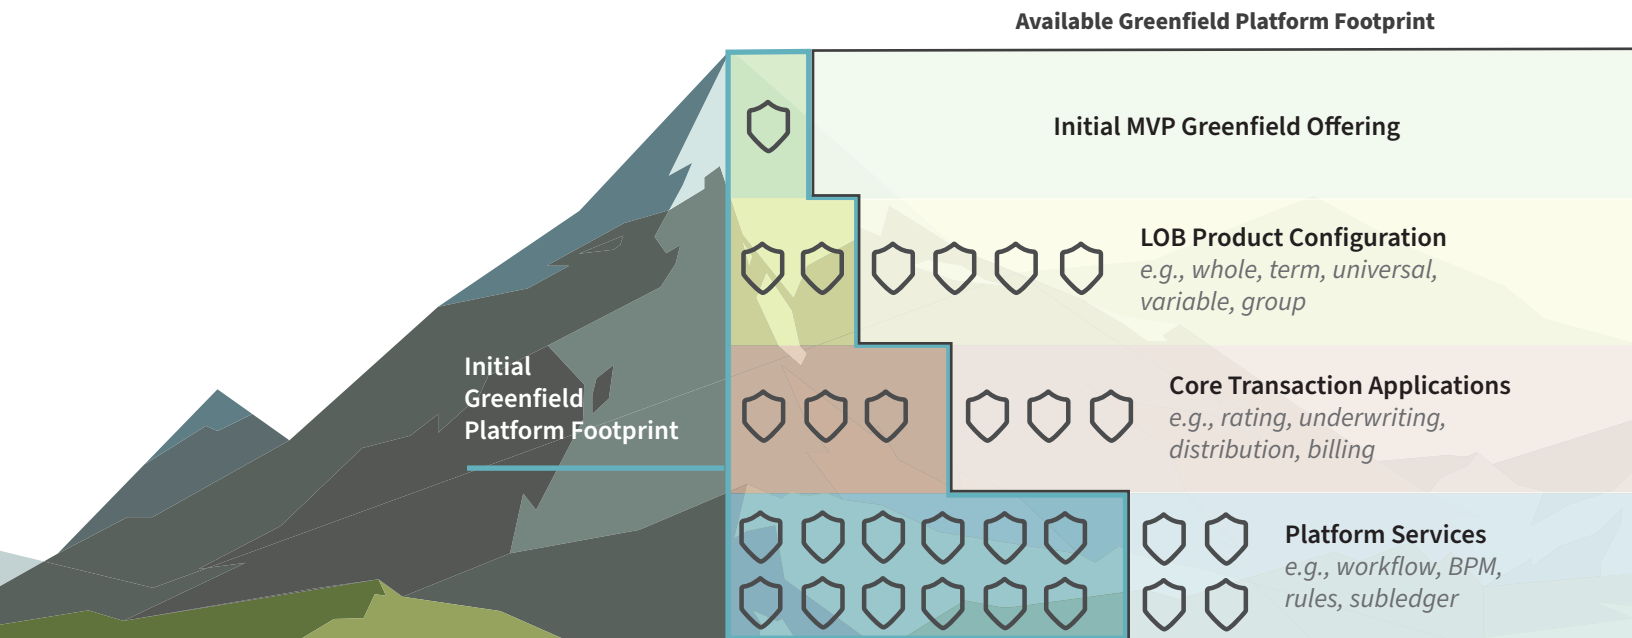 Available Greenfield Platform Footprint
Initial MVP Greenfield Offering
LOB Product Configuration
e.g., whole, term, universal,
variable, group
Initial
Greenfield
Platform Footprint
Core Transaction Applications
e.g., rating, underwriting,
distribution, billing
Platform Services
e.g., workflow, BPM,
rules, subledger